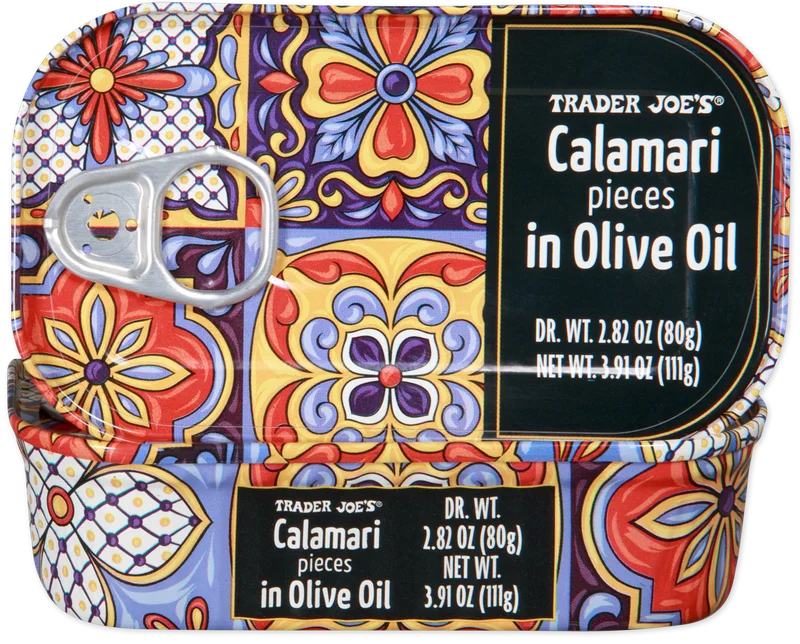 TRADER JOE'S®
Calamari
pieces
in Olive Oil
DR. WT. 2.82 OZ (80g)
NET WT. 3.91 OZ (111g)
TRADER JOE'S®
Calamari
pieces
in Olive Oil
DR. WT.
2.82 OZ (80g)
NET WT.
3.91 OZ (111g)